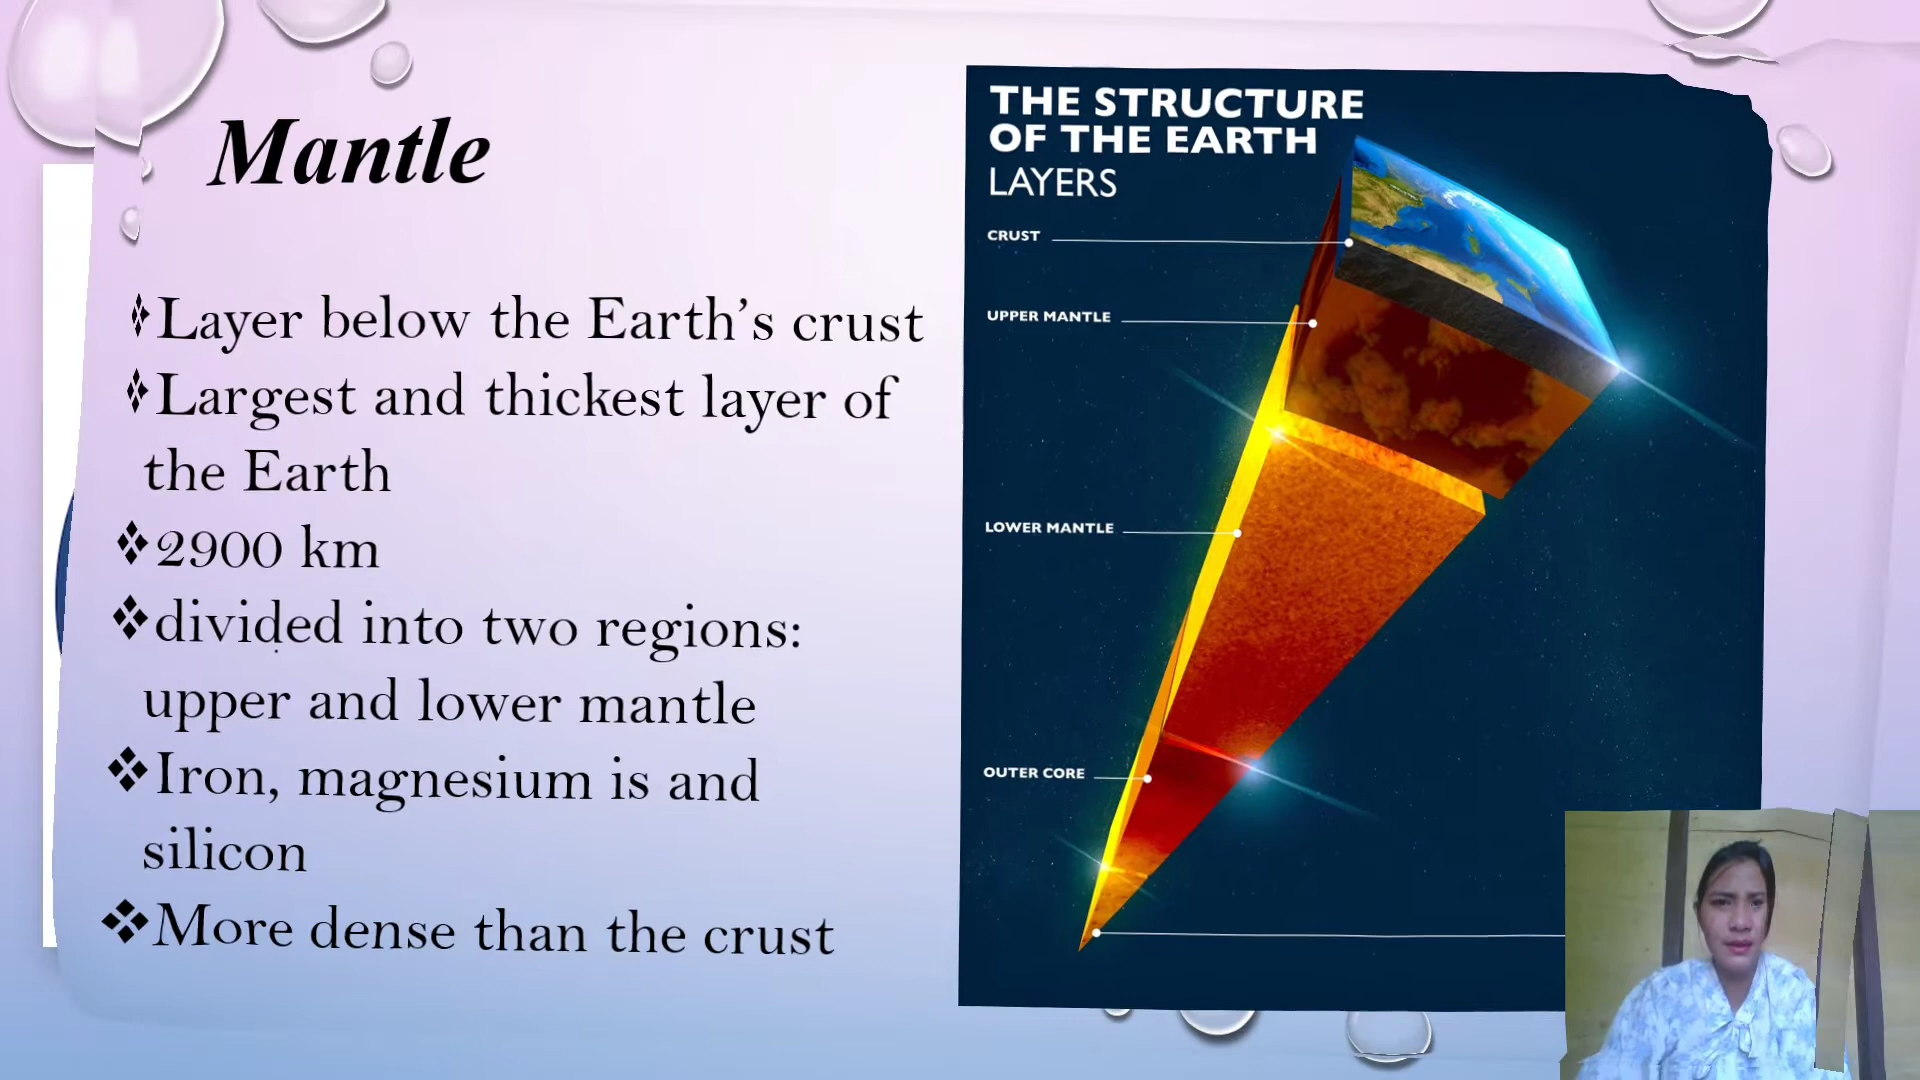 Mantle
❖Layer below the Earth's crust
❖Largest and thickest layer of
the Earth
❖2900 km
❖divided into two regions:
upper and lower mantle
❖Iron, magnesium is and
silicon
❖More dense than the crust
THE STRUCTURE
OF THE EARTH
LAYERS
CRUST
UPPER MANTLE
LOWER MANTLE
OUTER CORE